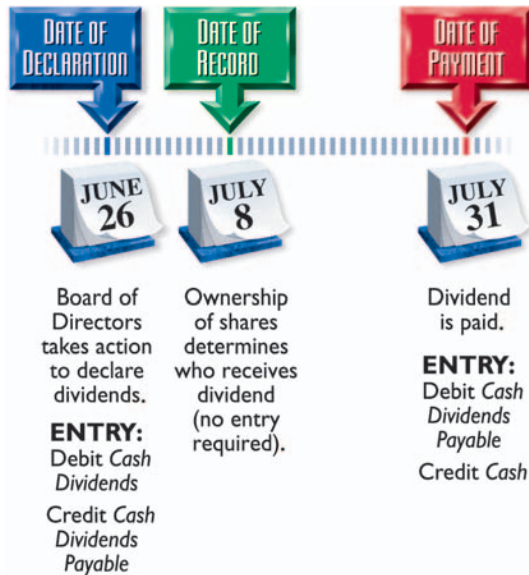 DATE OF
DECLARATION
DATE OF
RECORD
DATE OF
PAYMENT
JUNE
26
JULY
8
JULY
31
Board of
Directors
takes action
to declare
dividends.
ENTRY:
Debit Cash
Dividends
Credit Cash
Dividends
Payable
Ownership
of shares
determines
who receives
dividend
(no entry
required).
Dividend
is paid.
ENTRY:
Debit Cash
Dividends
Payable
Credit Cash